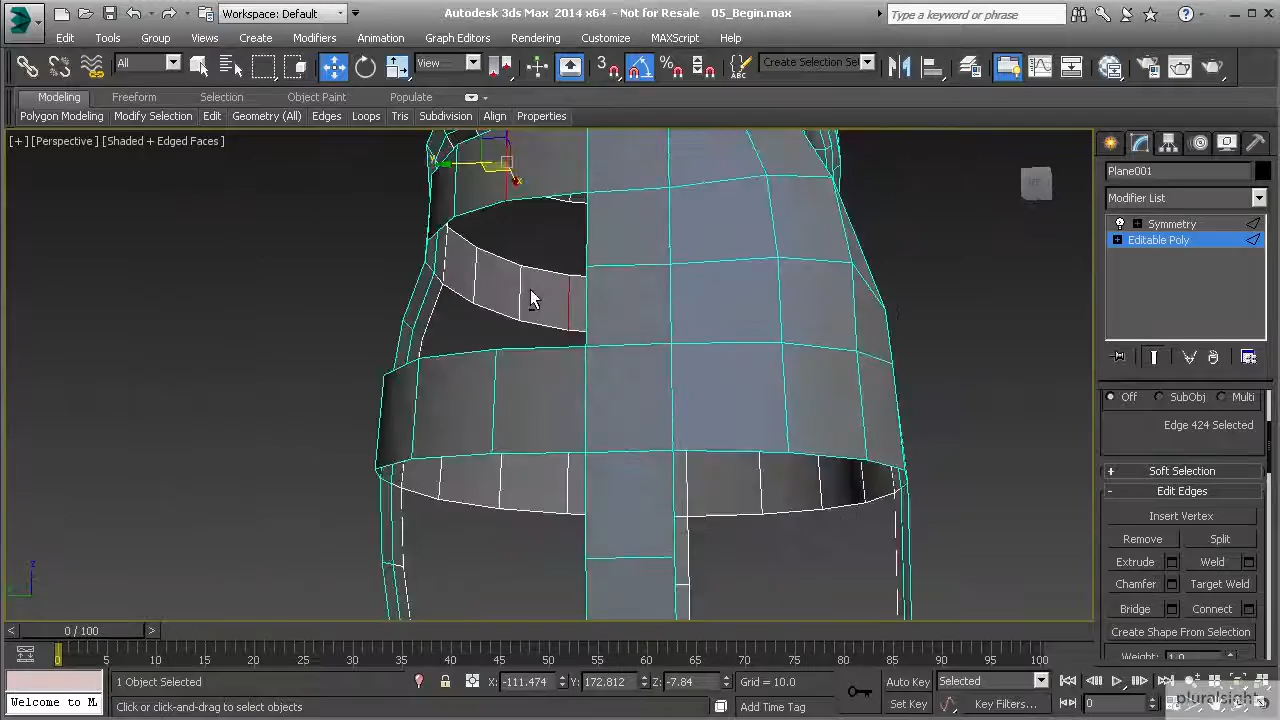 Workspace: Default
Autodesk 3ds Max 2014 x64 - Not for Resale 05_Begin.max
Type a keyword or phrase
Edit Tools Group Views Create Modifiers Animation Graph Editors Rendering Customize MAXScript Help
All View 3 Create Selection Se
Modeling Freeform Selection Object Paint Populate
Polygon Modeling Modify Selection Edit Geometry (All) Edges Loops Tris Subdivision Align Properties
[+] [Perspective] [Shaded + Edged Faces]
Plane001
Modifier List
Symmetry
Editable Poly
Off SubObj Multi
Edge 424 Selected
+ Soft Selection
- Edit Edges
Insert Vertex
Remove Split
Extrude Weld
Chamfer Target Weld
Bridge Connect
Create Shape From Selection
Weight: 1.0
y
x
z
< 0 / 100 >
0 5 10 15 20 25 30 35 40 45 50 55 60 65 70 75 80 85 90 95 100
1 Object Selected X: -111.474 Y: 172.812 Z: -7.84 Grid = 10.0 Auto Key Selected
Welcome to M Click or click-and-drag to select objects Add Time Tag Set Key Key Filters... 0
pluralsight